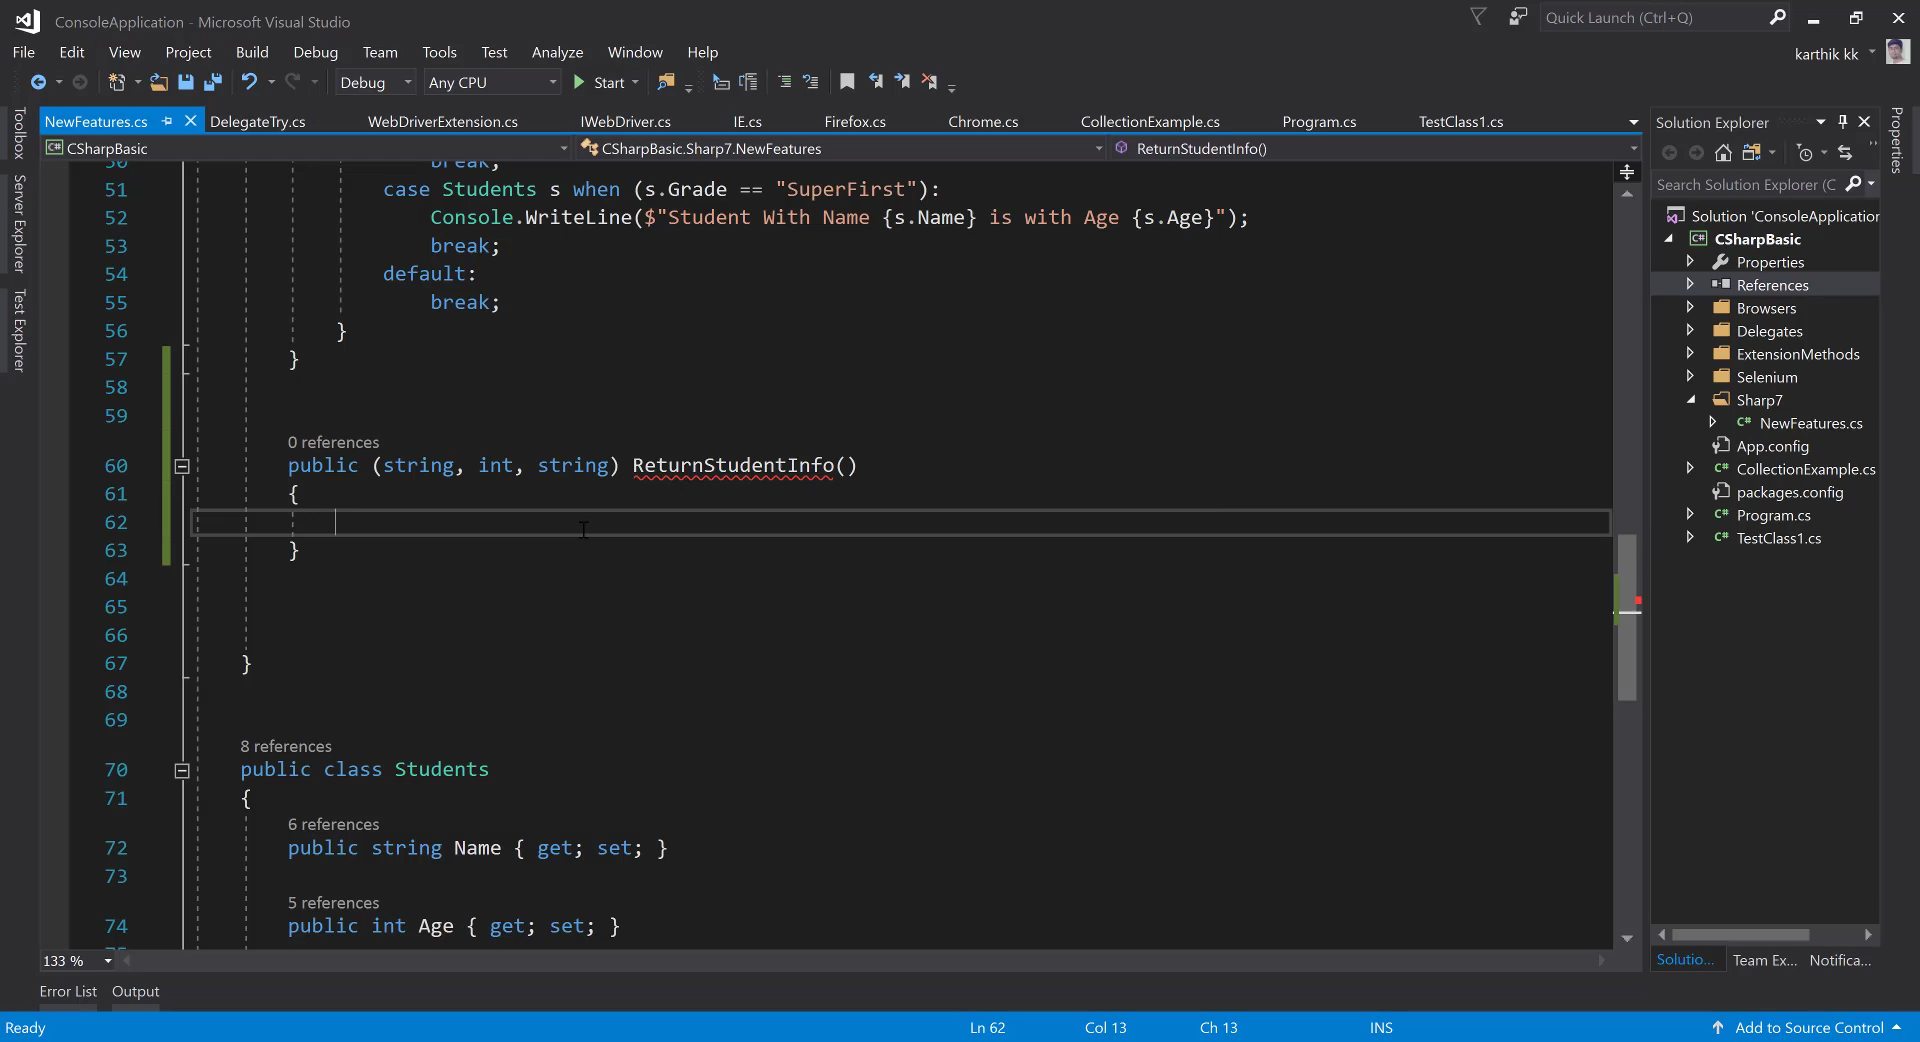 ConsoleApplication - Microsoft Visual Studio
Quick Launch (Ctrl+Q)
File Edit View Project Build Debug Team Tools Test Analyze Window Help
karthik kk
Debug Any CPU Start
NewFeatures.cs DelegateTry.cs WebDriverExtension.cs IWebDriver.cs IE.cs Firefox.cs Chrome.cs CollectionExample.cs Program.cs TestClass1.cs
CSharpBasic CSharpBasic.Sharp7.NewFeatures ReturnStudentInfo()
Toolbox
Server Explorer
Test Explorer
50 break;
51 case Students s when (s.Grade == "SuperFirst"):
52 Console.WriteLine($"Student With Name {s.Name} is with Age {s.Age}");
53 break;
54 default:
55 break;
56 }
57 }
58
59
0 references
60 public (string, int, string) ReturnStudentInfo()
61 {
62
63 }
64
65
66
67 }
68
69
8 references
70 public class Students
71 {
6 references
72 public string Name { get; set; }
73
5 references
74 public int Age { get; set; }
75
133 %
Solution Explorer
Properties
Search Solution Explorer (C
Solution 'ConsoleApplication
CSharpBasic
Properties
References
Browsers
Delegates
ExtensionMethods
Selenium
Sharp7
C# NewFeatures.cs
App.config
C# CollectionExample.cs
packages.config
C# Program.cs
C# TestClass1.cs
Solutio... Team Ex... Notifica...
Error List Output
Ready Ln 62 Col 13 Ch 13 INS Add to Source Control